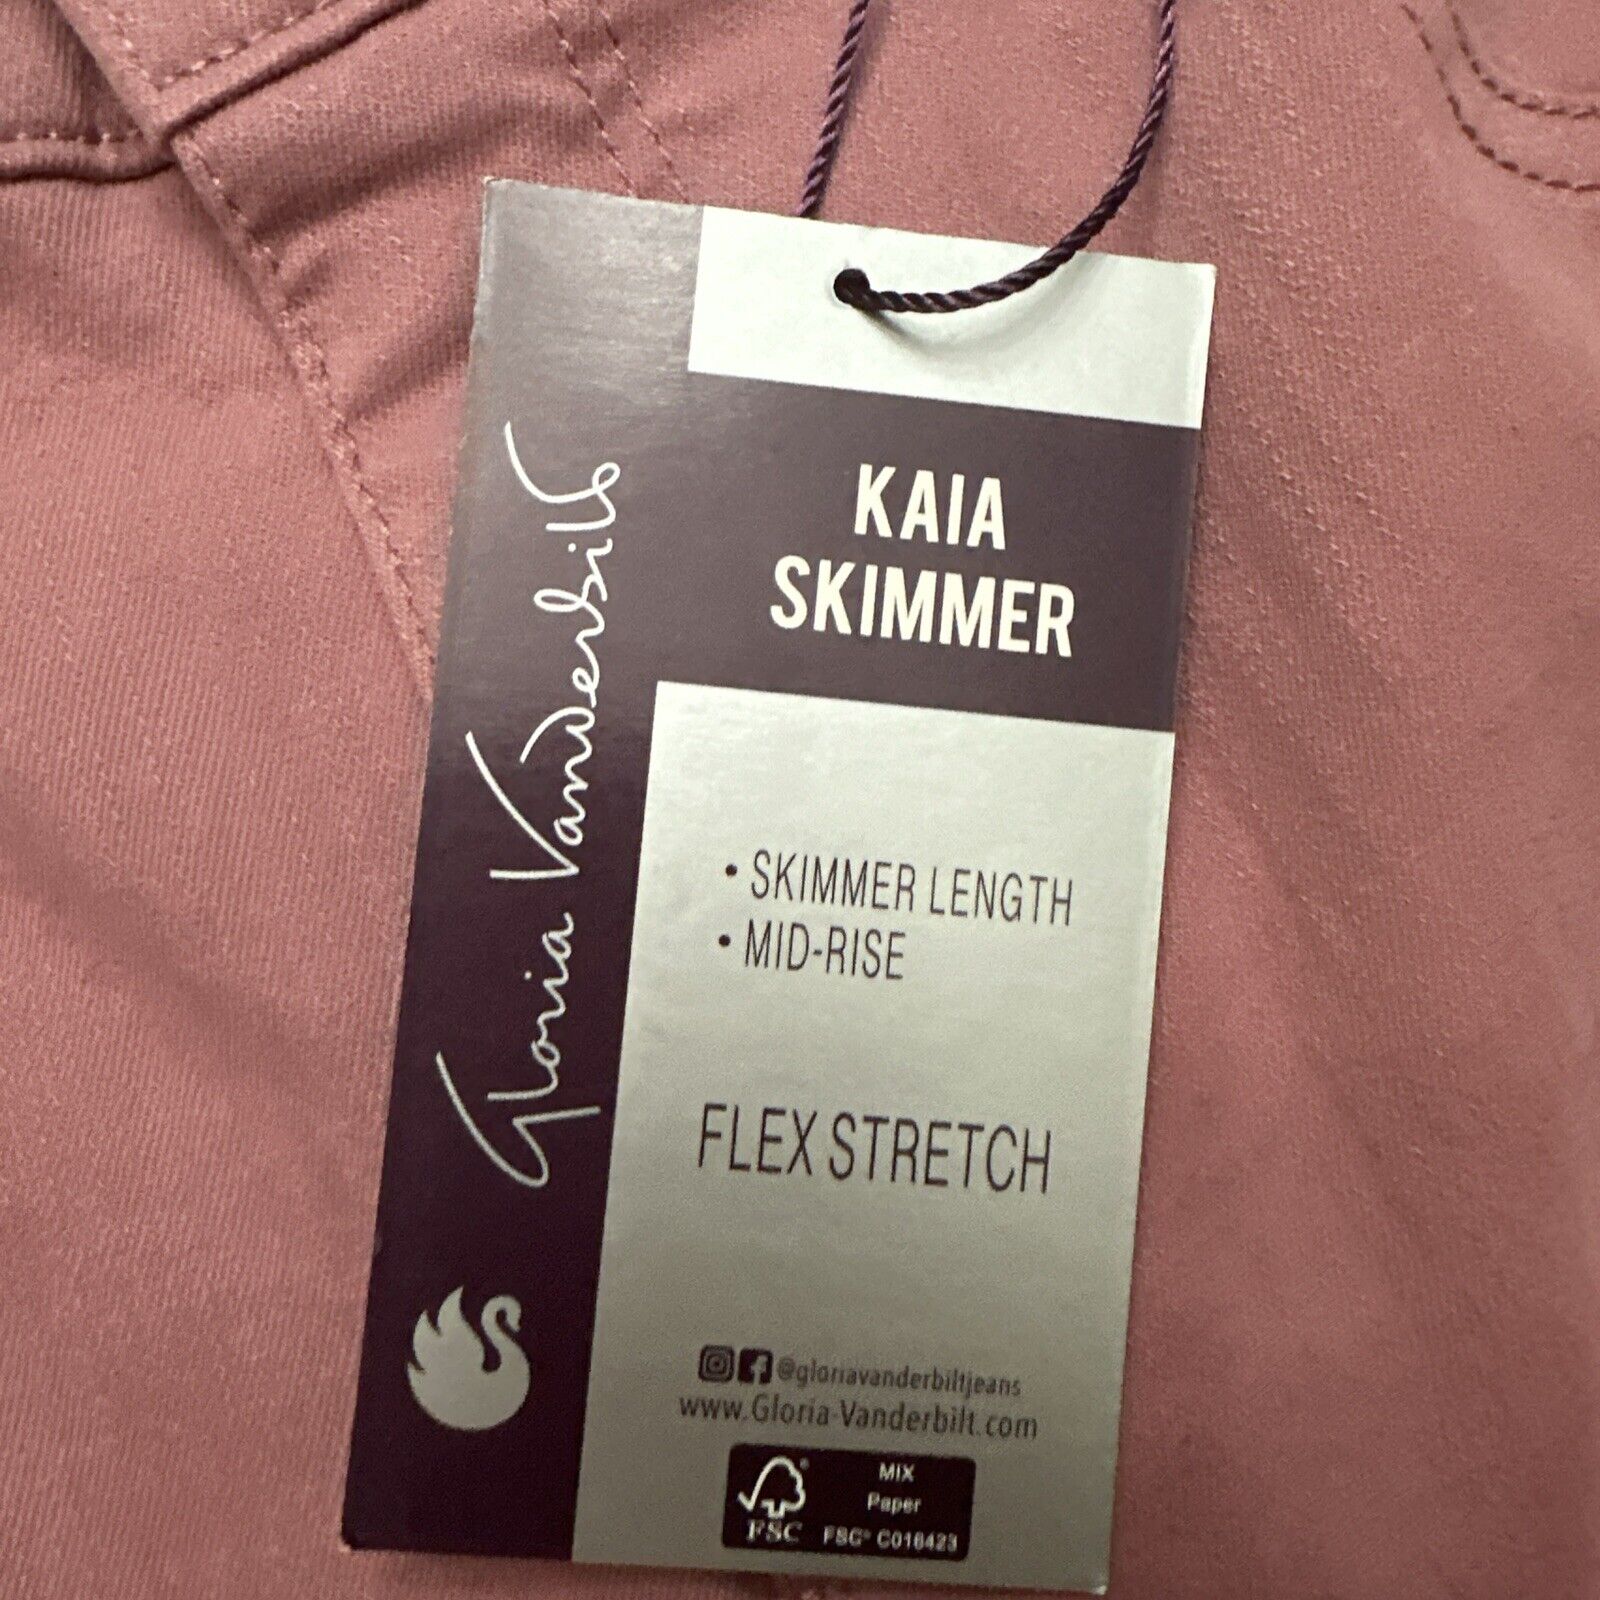 Gloria Vanderbilt
KAIA
SKIMMER
• SKIMMER LENGTH
• MID-RISE
FLEX STRETCH
@gloriavanderbiltjeans
www.Gloria-Vanderbilt.com
FSC
MIX
Paper
FSC® C018423